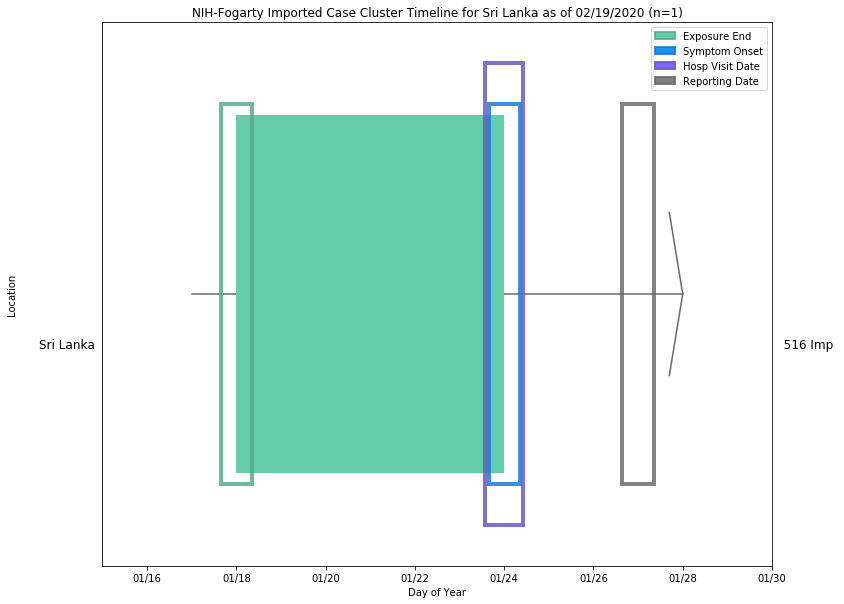 NIH-Fogarty Imported Case Cluster Timeline for Sri Lanka as of 02/19/2020 (n=1)
Exposure End
Symptom Onset
Hosp Visit Date
Reporting Date
Location
Sri Lanka
516 Imp
01/16 01/18 01/20 01/22 01/24 01/26 01/28 01/30
Day of Year